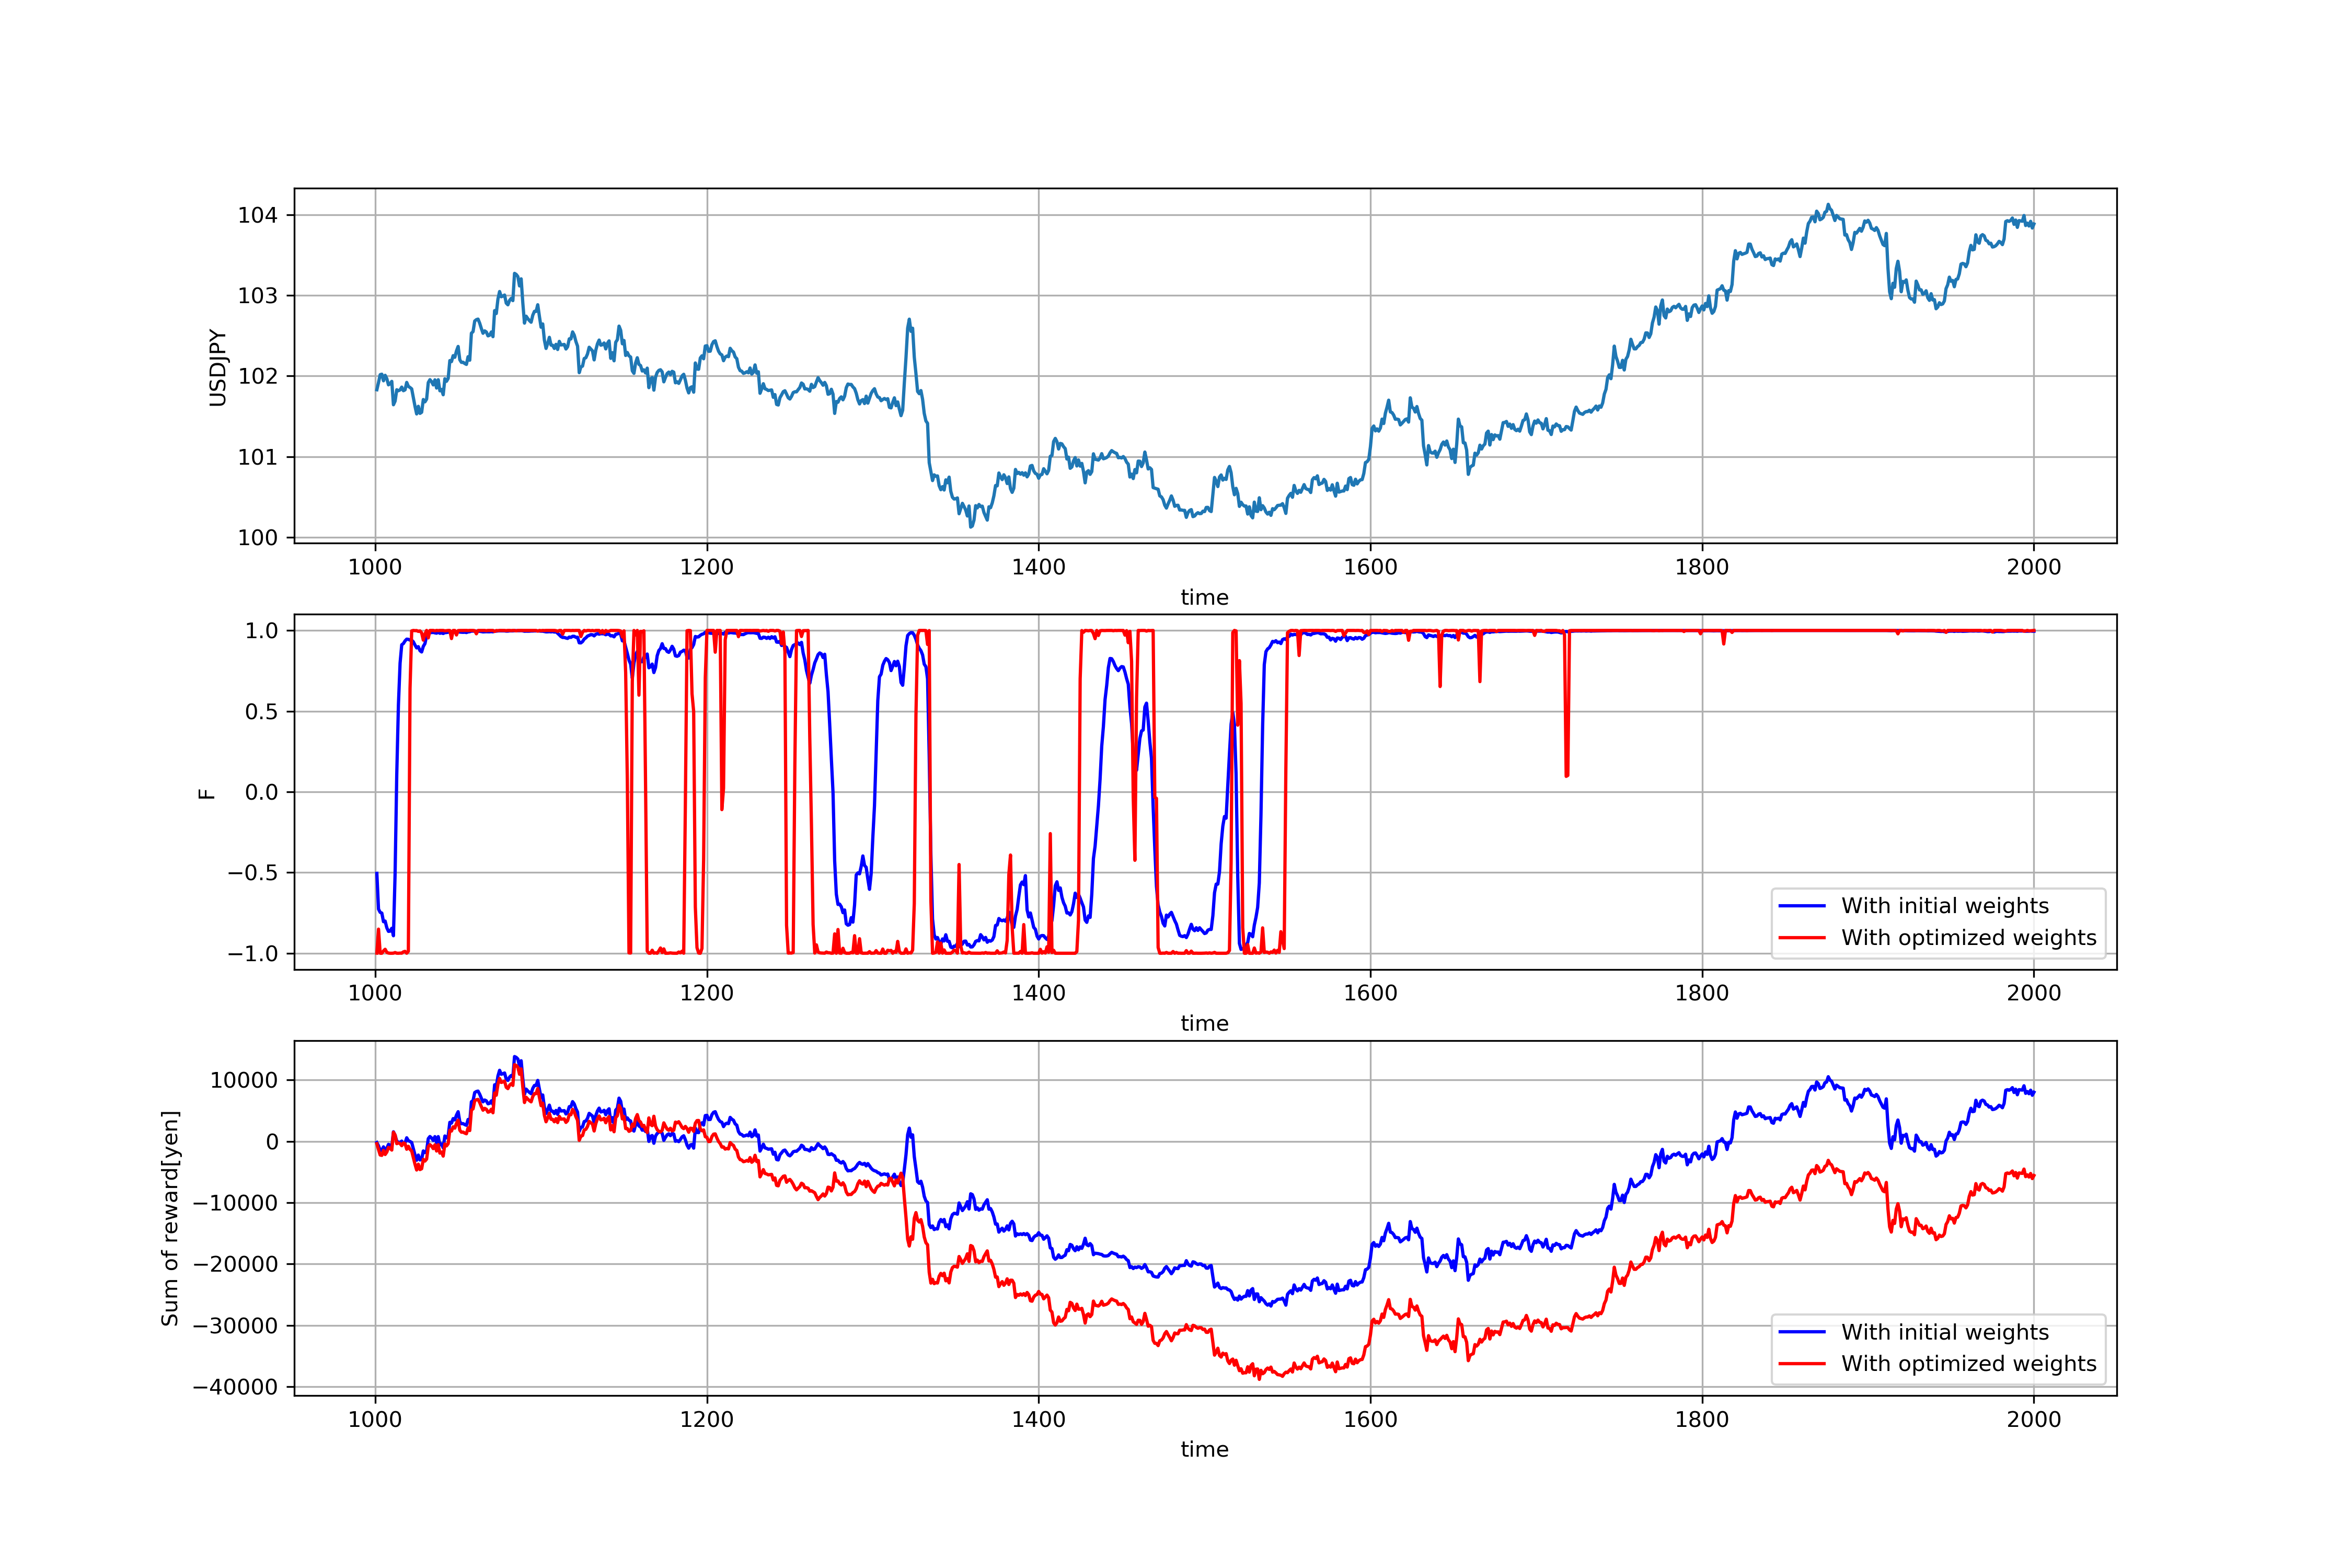 104
103
102
101
100
USDJPY
1000 1200 1400 1600 1800 2000
time
1.0
0.5
0.0
−0.5
−1.0
F
With initial weights
With optimized weights
1000 1200 1400 1600 1800 2000
time
10000
0
−10000
−20000
−30000
−40000
Sum of reward[yen]
With initial weights
With optimized weights
1000 1200 1400 1600 1800 2000
time